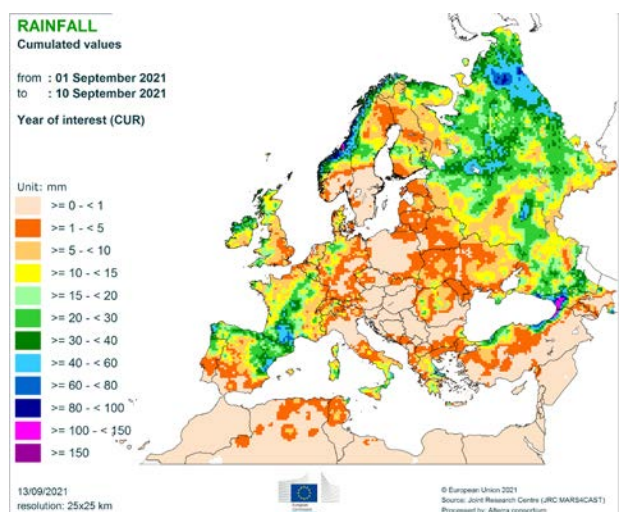 RAINFALL
Cumulated values
from : 01 September 2021
to : 10 September 2021
Year of interest (CUR)
Unit: mm
>= 0 - < 1
>= 1 - < 5
>= 5 - < 10
>= 10 - < 15
>= 15 - < 20
>= 20 - < 30
>= 30 - < 40
>= 40 - < 60
>= 60 - < 80
>= 80 - < 100
>= 100 - < 150
>= 150
13/09/2021
resolution: 25x25 km
European
Commission
© European Union 2021
Source: Joint Research Centre (JRC MARS4CAST)
Processed by: Alterra consortium